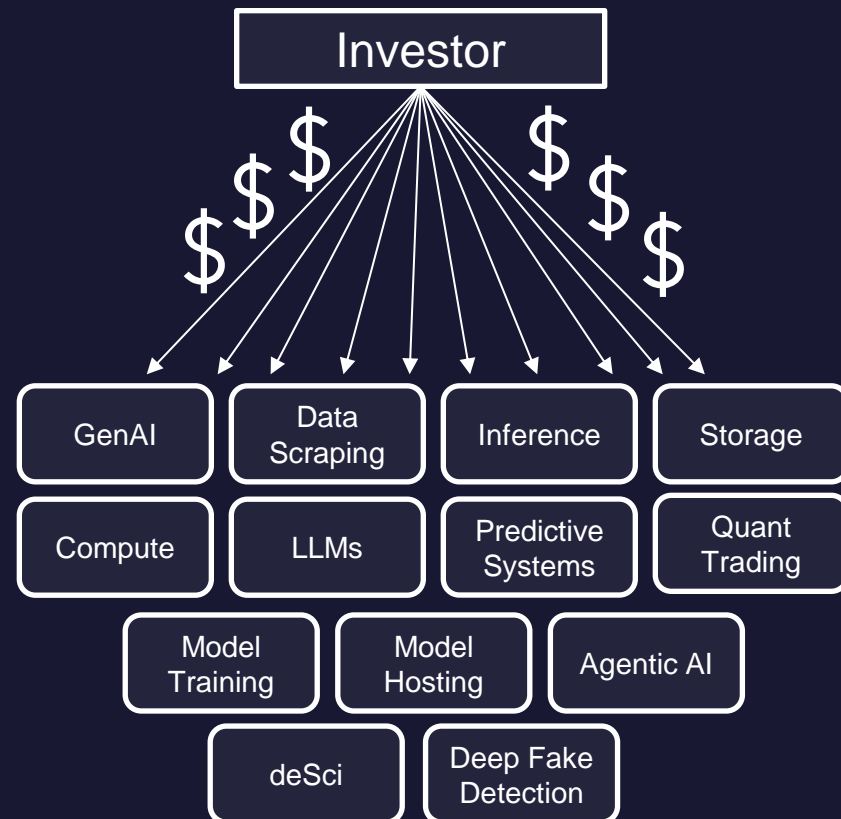 Investor
$
$
$
$
$
$
GenAI
Data
Scraping
Inference
Storage
Compute
LLMs
Predictive
Systems
Quant
Trading
Model
Training
Model
Hosting
Agentic AI
deSci
Deep Fake
Detection